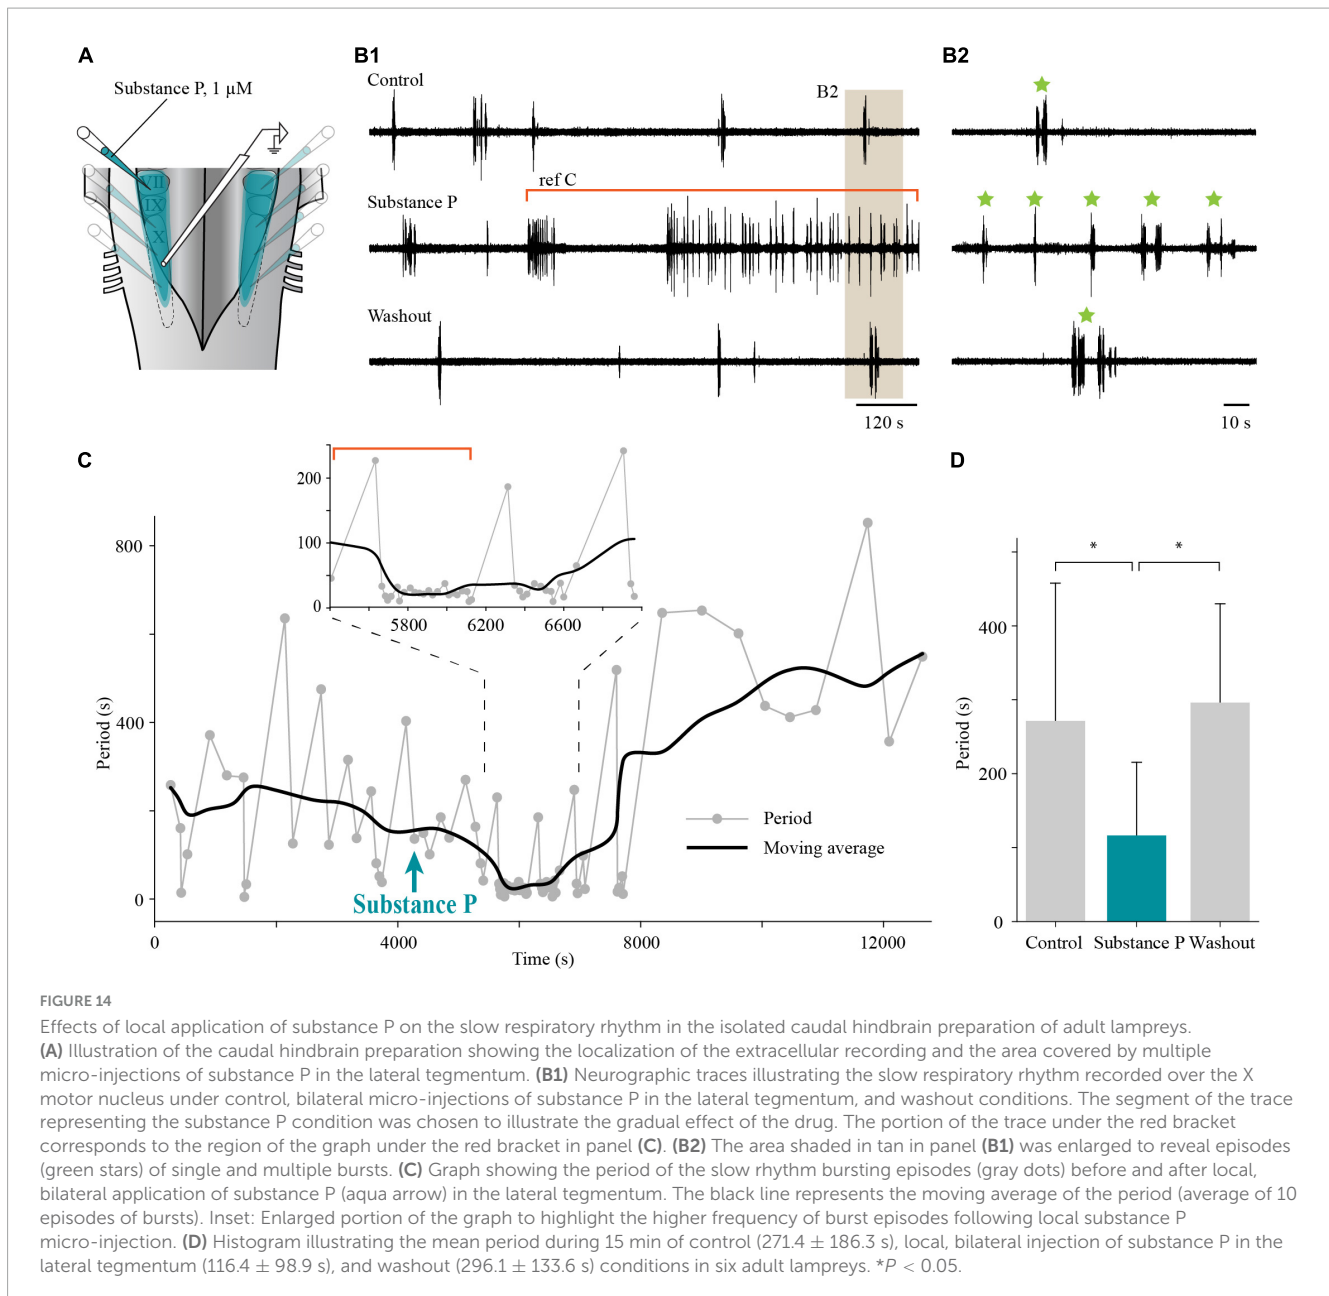 A
Substance P, 1 µM
VII
IX
X
B1
Control
B2
ref C
Substance P
Washout
120 s
B2
10 s
C
200
100
0
5800 6200 6600
800
400
0
Period (s)
Period
Moving average
Substance P
0 4000 8000 12000
Time (s)
D
* *
400
200
0
Period (s)
Control Substance P Washout
FIGURE 14
Effects of local application of substance P on the slow respiratory rhythm in the isolated caudal hindbrain preparation of adult lampreys.
(A) Illustration of the caudal hindbrain preparation showing the localization of the extracellular recording and the area covered by multiple
micro-injections of substance P in the lateral tegmentum. (B1) Neurographic traces illustrating the slow respiratory rhythm recorded over the X
motor nucleus under control, bilateral micro-injections of substance P in the lateral tegmentum, and washout conditions. The segment of the trace
representing the substance P condition was chosen to illustrate the gradual effect of the drug. The portion of the trace under the red bracket
corresponds to the region of the graph under the red bracket in panel (C). (B2) The area shaded in tan in panel (B1) was enlarged to reveal episodes
(green stars) of single and multiple bursts. (C) Graph showing the period of the slow rhythm bursting episodes (gray dots) before and after local,
bilateral application of substance P (aqua arrow) in the lateral tegmentum. The black line represents the moving average of the period (average of 10
episodes of bursts). Inset: Enlarged portion of the graph to highlight the higher frequency of burst episodes following local substance P
micro-injection. (D) Histogram illustrating the mean period during 15 min of control (271.4 ± 186.3 s), local, bilateral injection of substance P in the
lateral tegmentum (116.4 ± 98.9 s), and washout (296.1 ± 133.6 s) conditions in six adult lampreys. *P < 0.05.